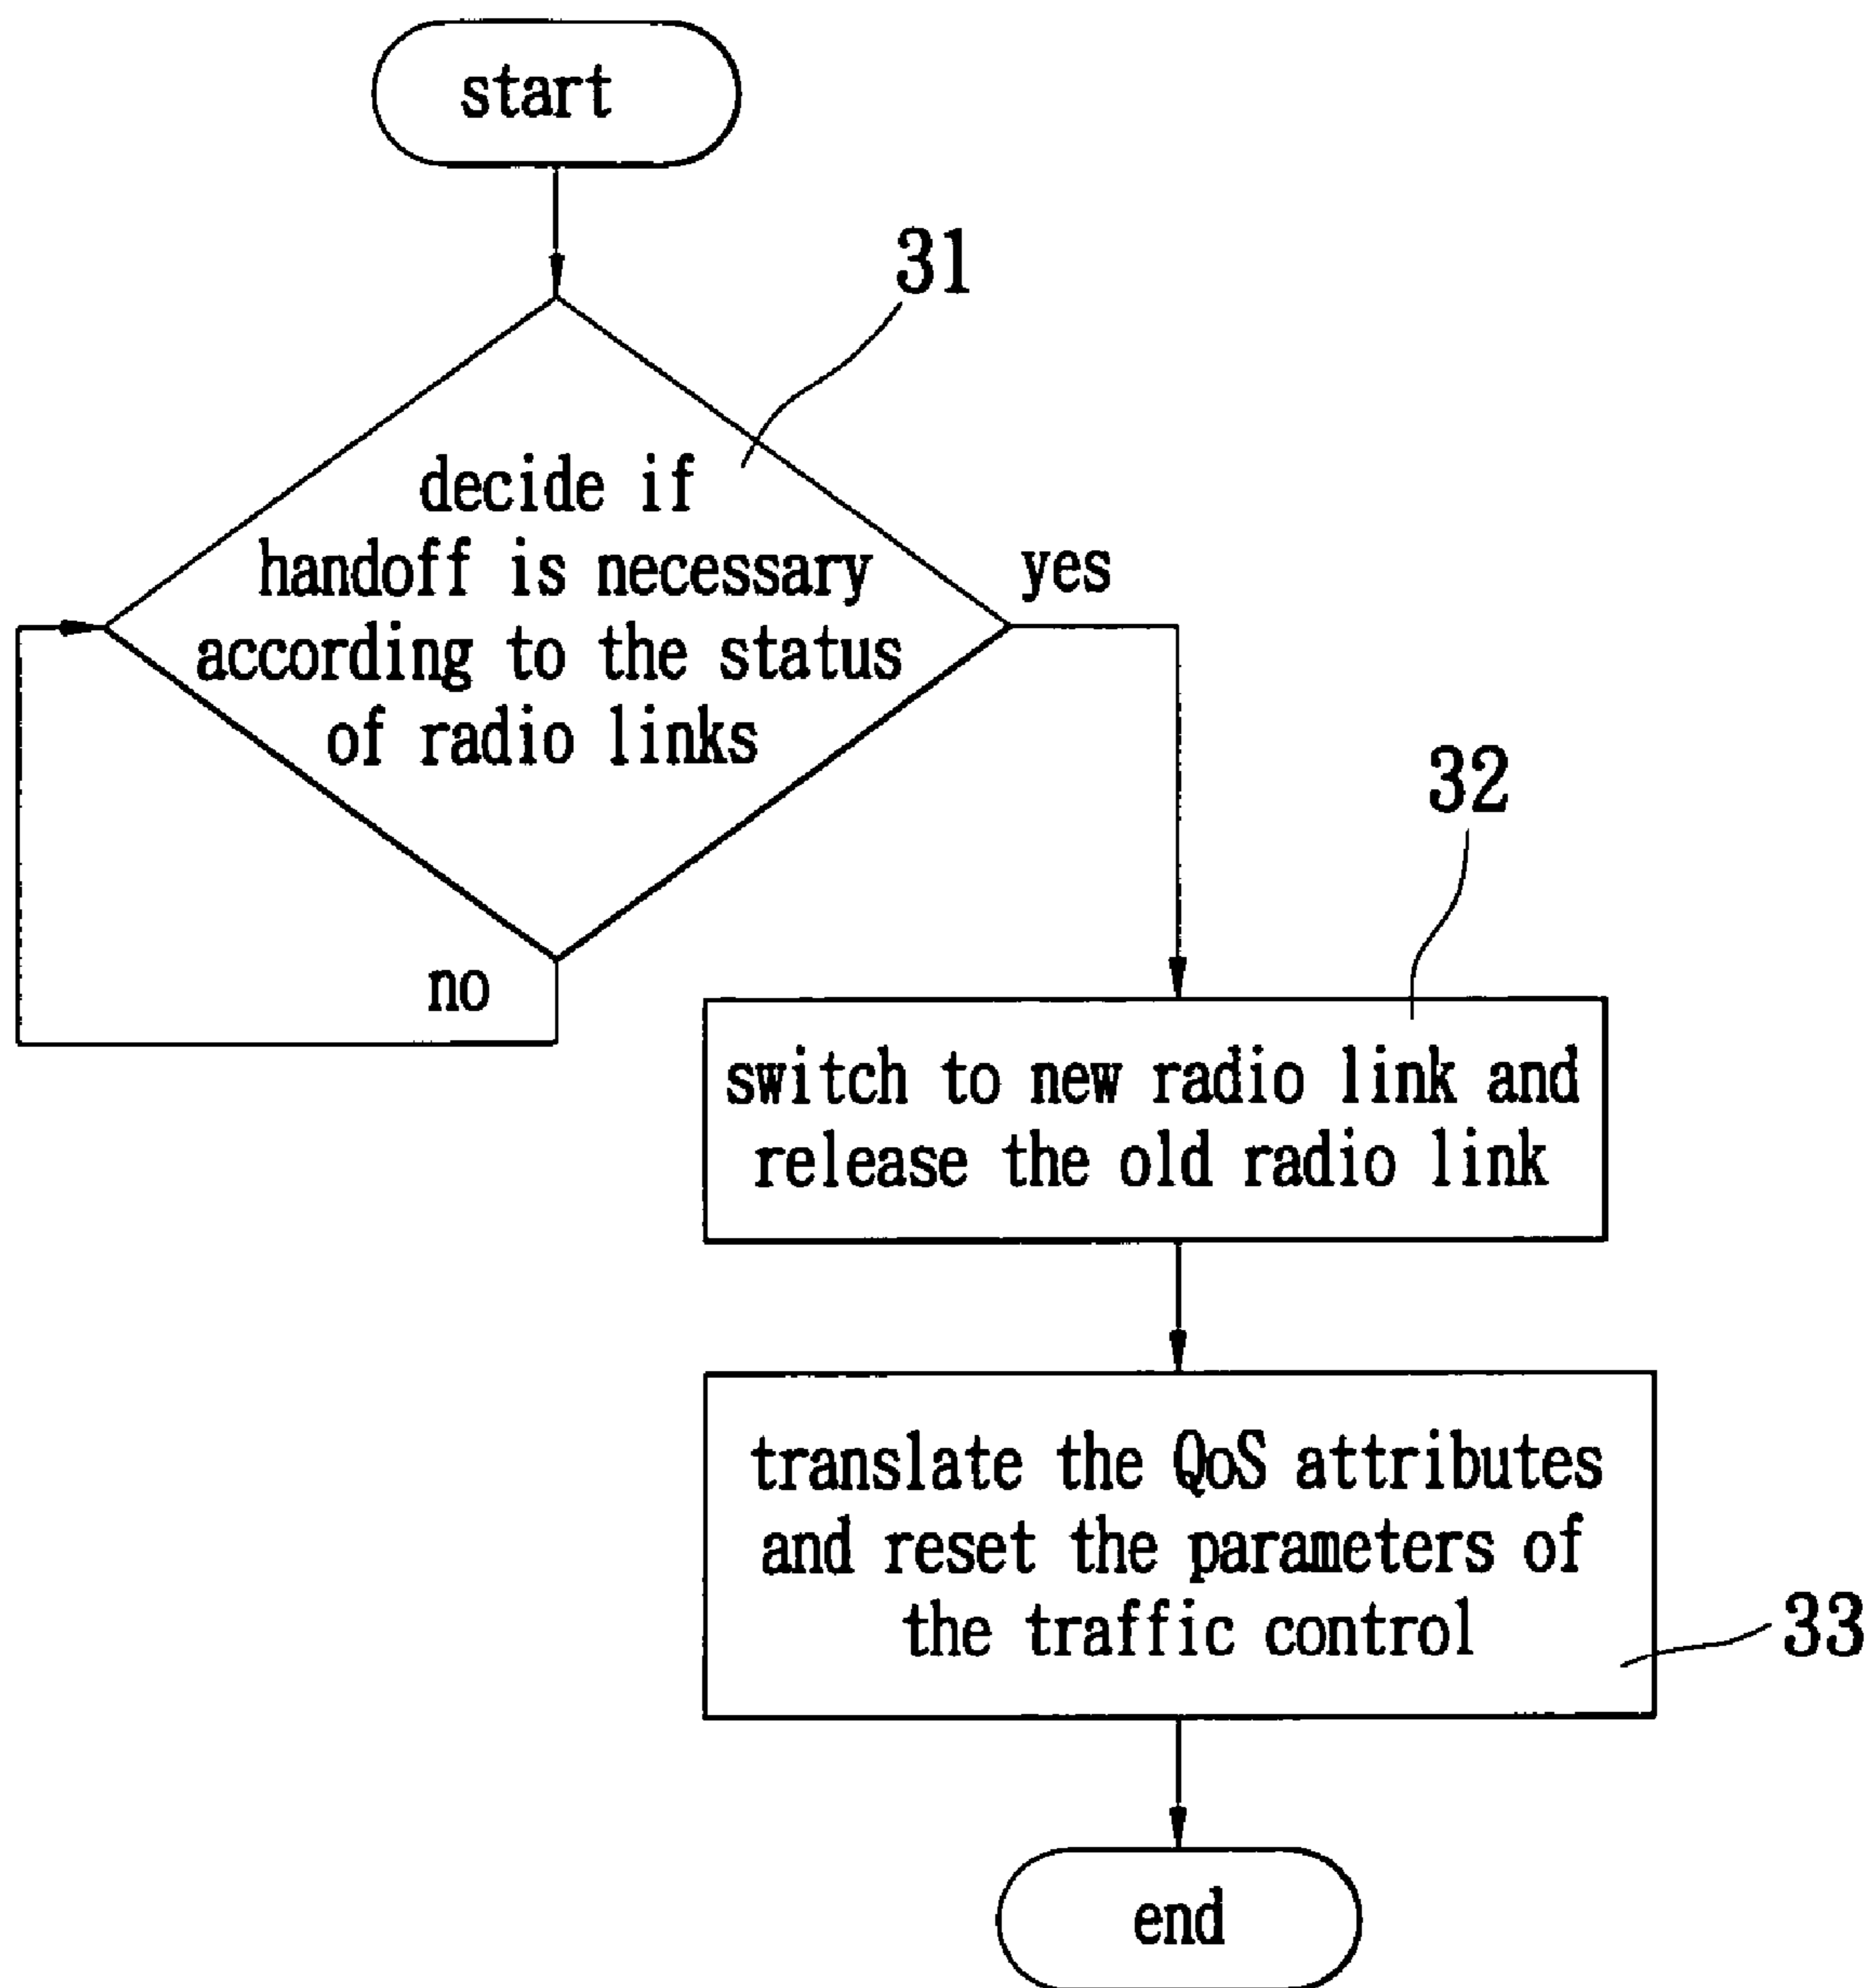 start
31
decide if
handoff is necessary
according to the status
of radio links
yes
no
32
switch to new radio link and
release the old radio link
translate the QoS attributes
and reset the parameters of
the traffic control
33
end